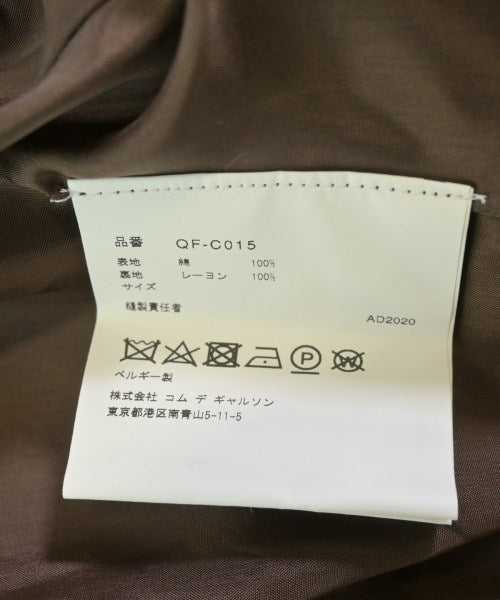 品番 QF-C015
表地 綿 100%
裏地 レーヨン 100%
サイズ
縫製責任者
AD2020
P W
ベルギー製
株式会社 コム デ ギャルソン
東京都港区南青山5-11-5